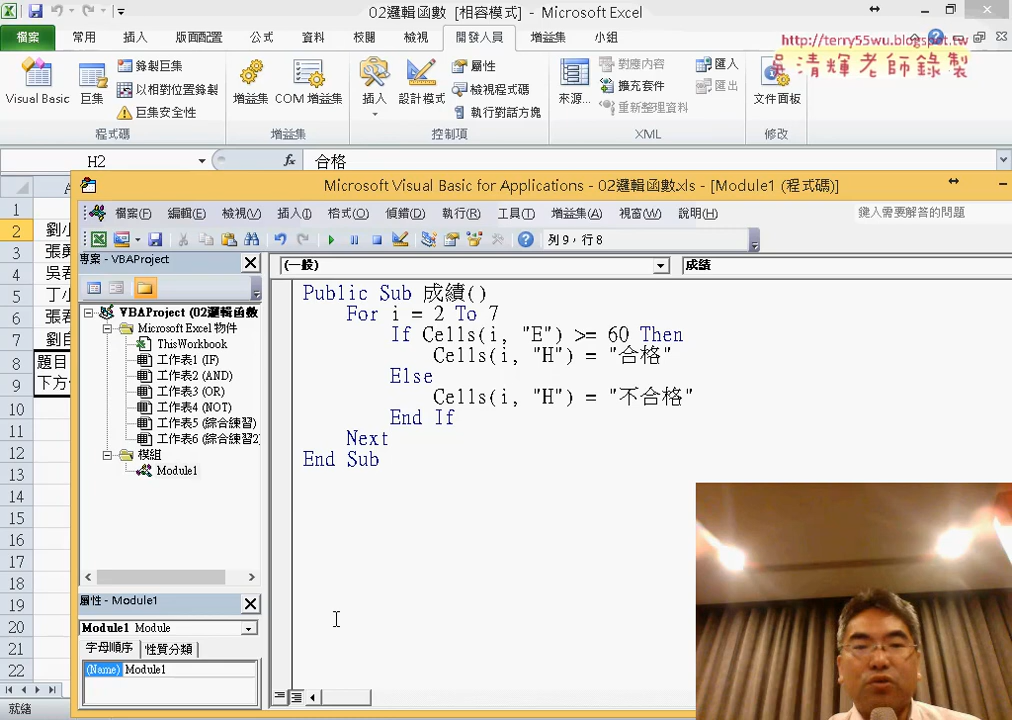 02邏輯函數 [相容模式] - Microsoft Excel
檔案 常用 插入 版面配置 公式 資料 校閱 檢視 開發人員 增益集 小組
http://terry55wu.blogspot.tw
吳清輝老師錄製
Visual Basic 巨集 錄製巨集 以相對位置錄製 巨集安全性
增益集 COM 增益集
插入 設計模式 屬性 檢視程式碼 執行對話方塊
來源... 對應內容 擴充套件 重新整理資料 匯入 匯出
文件面板
程式碼 增益集 控制項 XML 修改
H2 fx 合格
A
1
2 劉小
3 張勇
4 吳君
5 丁小
6 張君
7 劉自
8 題目
9 下方
10
11
12
13
14
15
16
17
18
19
20
21
22
就緒
Microsoft Visual Basic for Applications - 02邏輯函數.xls - [Module1 (程式碼)]
檔案(F) 編輯(E) 檢視(V) 插入(I) 格式(O) 偵錯(D) 執行(R) 工具(T) 增益集(A) 視窗(W) 說明(H) 鍵入需要解答的問題
列 9，行 8
專案 - VBAProject
VBAProject (02邏輯函數
Microsoft Excel 物件
ThisWorkbook
工作表1 (IF)
工作表2 (AND)
工作表3 (OR)
工作表4 (NOT)
工作表5 (綜合練習)
工作表6 (綜合練習2)
模組
Module1
屬性 - Module1
Module1 Module
字母順序 性質分類
(Name) Module1
(一般) 成績
Public Sub 成績()
For i = 2 To 7
If Cells(i, "E") >= 60 Then
Cells(i, "H") = "合格"
Else
Cells(i, "H") = "不合格"
End If
Next
End Sub